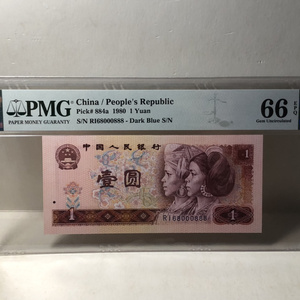 PMG
PAPER MONEY GUARANTY
China / People's Republic
Pick# 884a 1980 1 Yuan
S/N RI68000888 - Dark Blue S/N
66 EPQ
Gem Uncirculated
中国人民银行
1
壹圆
RI68000888
1